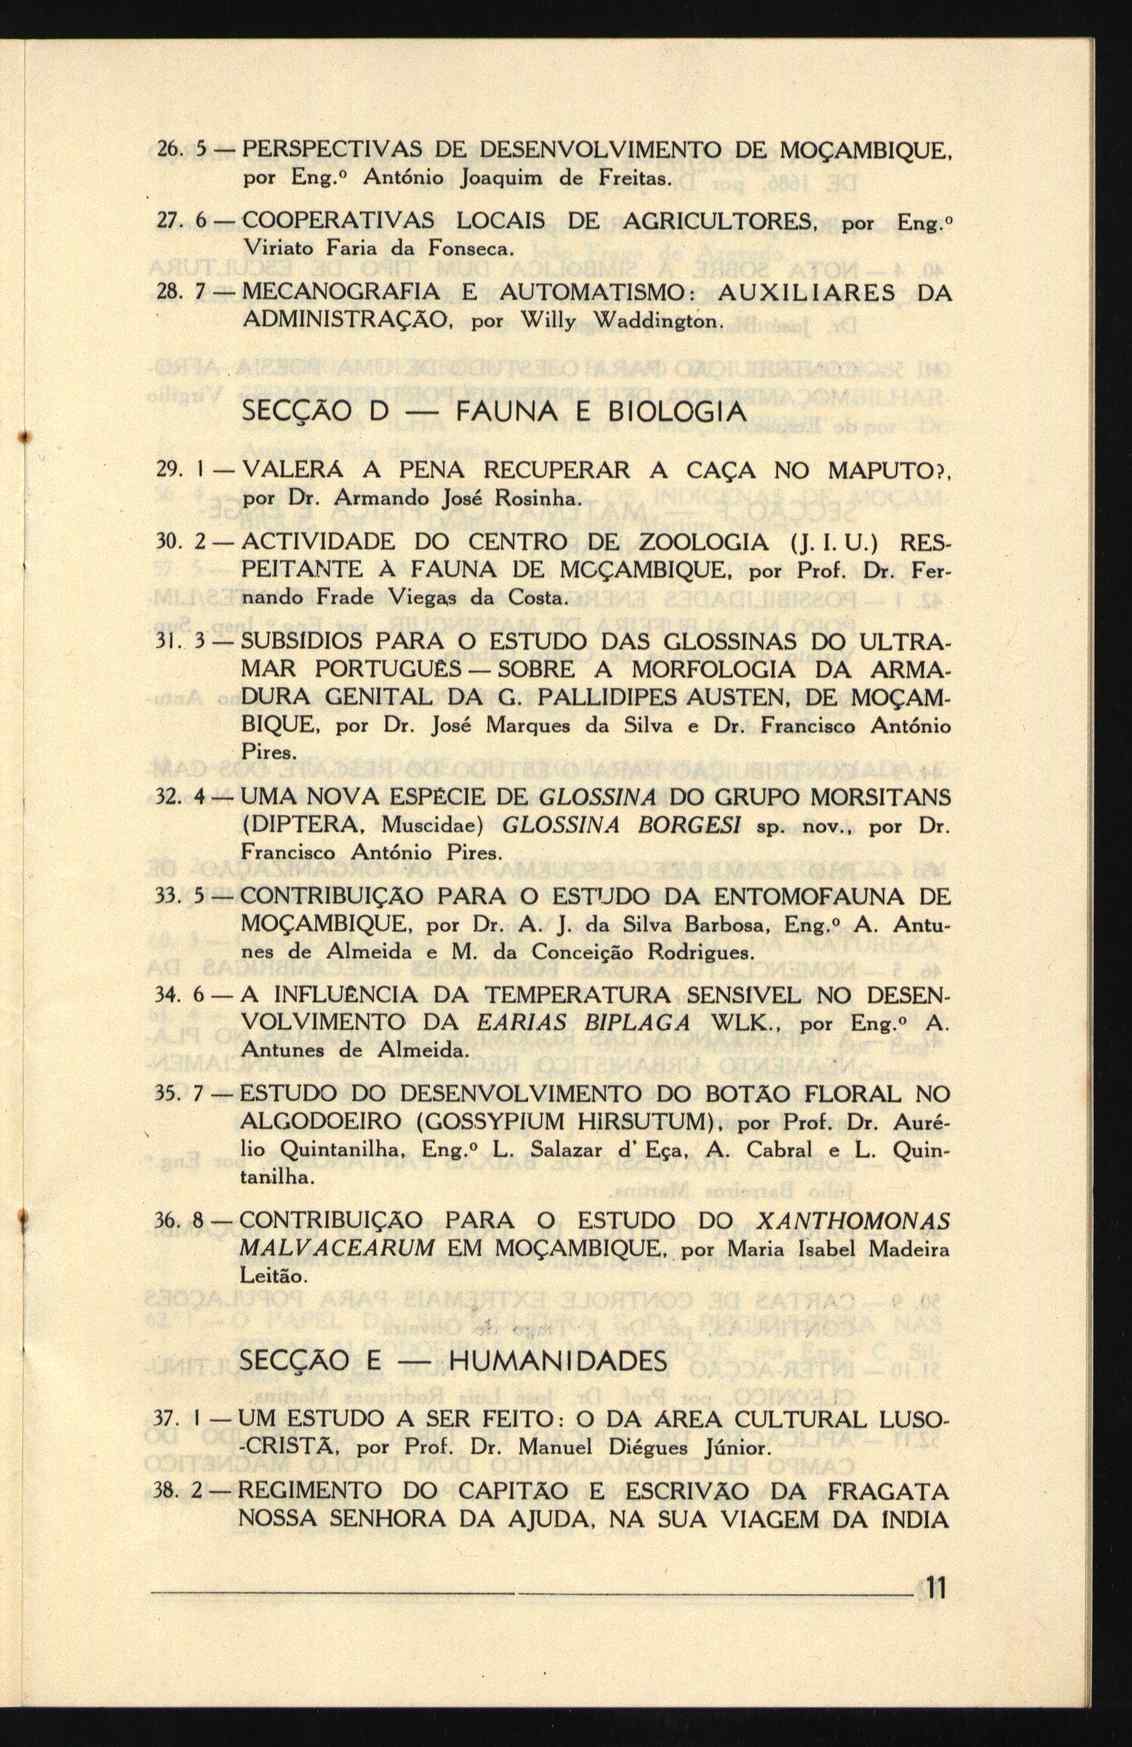 26. 5 — PERSPECTIVAS DE DESENVOLVIMENTO DE MOÇAMBIQUE,
por Eng.º António Joaquim de Freitas.
27. 6 — COOPERATIVAS LOCAIS DE AGRICULTORES, por Eng.º
Viriato Faria da Fonseca.
28. 7 — MECANOGRAFIA E AUTOMATISMO: AUXILIARES DA
ADMINISTRAÇÃO, por Willy Waddington.
SECÇÃO D — FAUNA E BIOLOGIA
29. 1 — VALERÁ A PENA RECUPERAR A CAÇA NO MAPUTO?,
por Dr. Armando José Rosinha.
30. 2 — ACTIVIDADE DO CENTRO DE ZOOLOGIA (J. I. U.) RES-
PEITANTE À FAUNA DE MOÇAMBIQUE, por Prof. Dr. Fer-
nando Frade Viegas da Costa.
31. 3 — SUBSÍDIOS PARA O ESTUDO DAS GLOSSINAS DO ULTRA-
MAR PORTUGUÊS — SOBRE A MORFOLOGIA DA ARMA-
DURA GENITAL DA G. PALLIDIPES AUSTEN, DE MOÇAM-
BIQUE, por Dr. José Marques da Silva e Dr. Francisco António
Pires.
32. 4 — UMA NOVA ESPÉCIE DE GLOSSINA DO GRUPO MORSITANS
(DIPTERA, Muscidae) GLOSSINA BORGESI sp. nov., por Dr.
Francisco António Pires.
33. 5 — CONTRIBUIÇÃO PARA O ESTUDO DA ENTOMOFAUNA DE
MOÇAMBIQUE, por Dr. A. J. da Silva Barbosa, Eng.º A. Antu-
nes de Almeida e M. da Conceição Rodrigues.
34. 6 — A INFLUÊNCIA DA TEMPERATURA SENSÍVEL NO DESEN-
VOLVIMENTO DA EARIAS BIPLAGA WLK., por Eng.º A.
Antunes de Almeida.
35. 7 — ESTUDO DO DESENVOLVIMENTO DO BOTÃO FLORAL NO
ALGODOEIRO (GOSSYPIUM HIRSUTUM), por Prof. Dr. Auré-
lio Quintanilha, Eng.º L. Salazar d' Eça, A. Cabral e L. Quin-
tanilha.
36. 8 — CONTRIBUIÇÃO PARA O ESTUDO DO XANTHOMONAS
MALVACEARUM EM MOÇAMBIQUE, por Maria Isabel Madeira
Leitão.
SECÇÃO E — HUMANIDADES
37. 1 — UM ESTUDO A SER FEITO: O DA ÁREA CULTURAL LUSO-
-CRISTÃ, por Prof. Dr. Manuel Diégues Júnior.
38. 2 — REGIMENTO DO CAPITÃO E ESCRIVÃO DA FRAGATA
NOSSA SENHORA DA AJUDA, NA SUA VIAGEM DA ÍNDIA
11